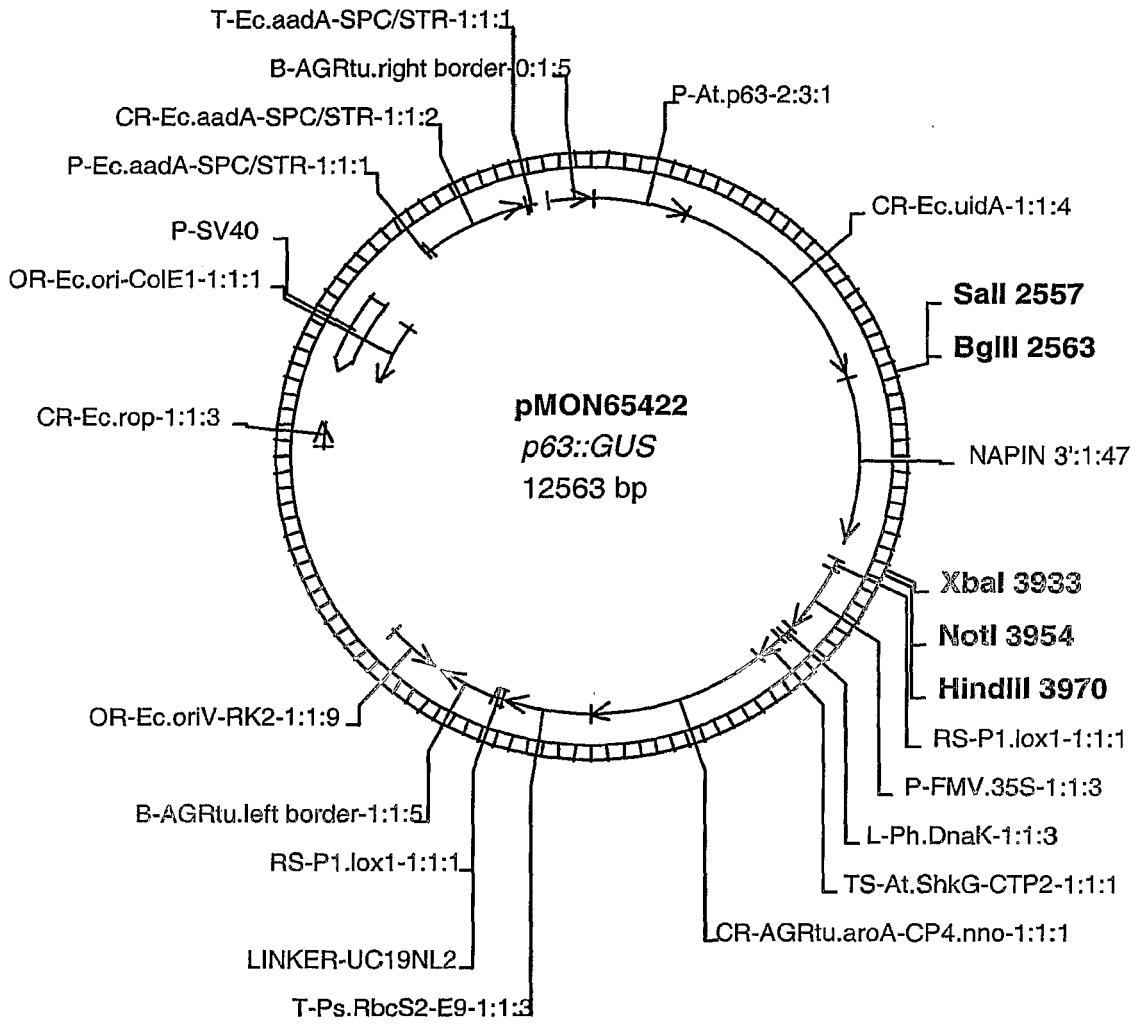 T-Ec.aadA-SPC/STR-1:1:1
B-AGRtu.right border-0:1:5
P-At.p63-2:3:1
CR-Ec.aadA-SPC/STR-1:1:2
P-Ec.aadA-SPC/STR-1:1:1
CR-Ec.uidA-1:1:4
P-SV40
OR-Ec.ori-ColE1-1:1:1
SalI 2557
BglII 2563
CR-Ec.rop-1:1:3
pMON65422
p63::GUS
12563 bp
NAPIN 3':1:47
XbaI 3933
NotI 3954
HindIII 3970
OR-Ec.oriV-RK2-1:1:9
RS-P1.lox1-1:1:1
P-FMV.35S-1:1:3
B-AGRtu.left border-1:1:5
L-Ph.DnaK-1:1:3
RS-P1.lox1-1:1:1
TS-At.ShkG-CTP2-1:1:1
CR-AGRtu.aroA-CP4.nno-1:1:1
LINKER-UC19NL2
T-Ps.RbcS2-E9-1:1:3